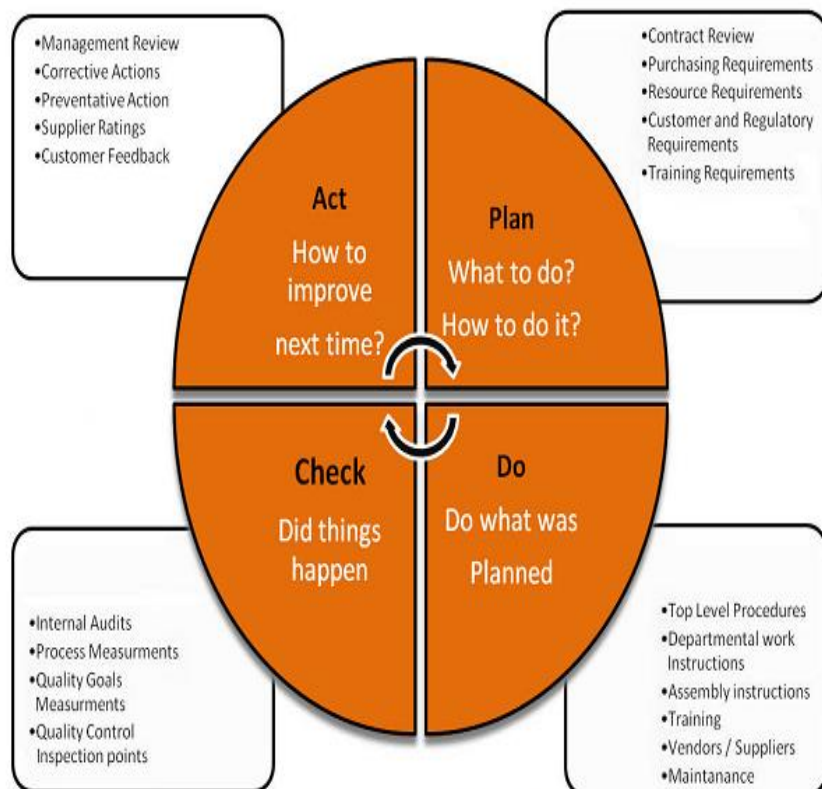 •Management Review
•Corrective Actions
•Preventative Action
•Supplier Ratings
•Customer Feedback
•Contract Review
•Purchasing Requirements
•Resource Requirements
•Customer and Regulatory
Requirements
•Training Requirements
Act
How to
improve
next time?
Plan
What to do?
How to do it?
Check
Did things
happen
Do
Do what was
Planned
•Internal Audits
•Process Measurments
•Quality Goals
Measurments
•Quality Control
Inspection points
•Top Level Procedures
•Departmental work
Instructions
•Assembly instructions
•Training
•Vendors / Suppliers
•Maintanance